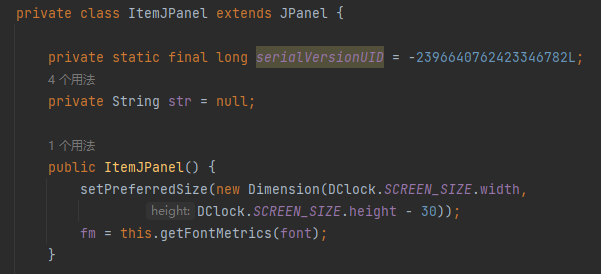 private class ItemJPanel extends JPanel {
private static final long serialVersionUID = -2396640762423346782L;
4 个用法
private String str = null;
1 个用法
public ItemJPanel() {
setPreferredSize(new Dimension(DClock.SCREEN_SIZE.width,
height: DClock.SCREEN_SIZE.height - 30));
fm = this.getFontMetrics(font);
}